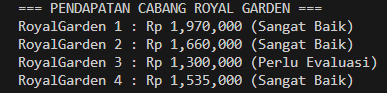 === PENDAPATAN CABANG ROYAL GARDEN ===
RoyalGarden 1 : Rp 1,970,000 (Sangat Baik)
RoyalGarden 2 : Rp 1,660,000 (Sangat Baik)
RoyalGarden 3 : Rp 1,300,000 (Perlu Evaluasi)
RoyalGarden 4 : Rp 1,535,000 (Sangat Baik)